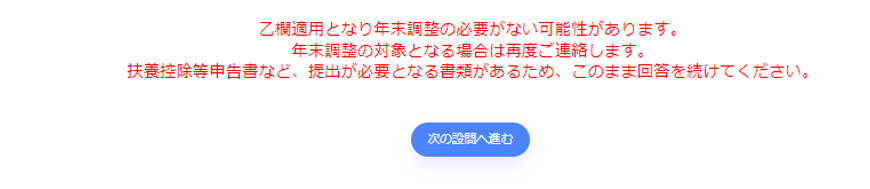 乙欄適用となり年末調整の必要がない可能性があります。
年末調整の対象となる場合は再度ご連絡します。
扶養控除等申告書など、提出が必要となる書類があるため、このまま回答を続けてください。
次の設問へ進む